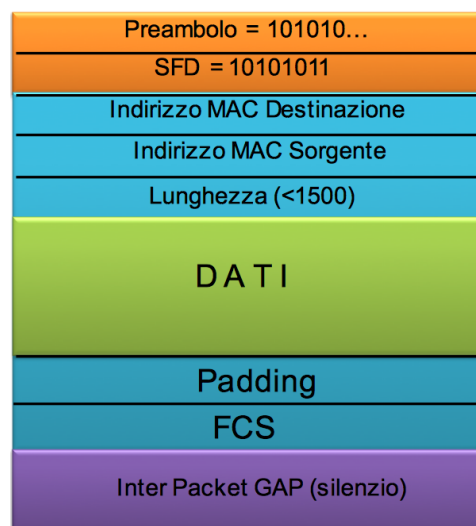 Preambolo = 101010…
SFD = 10101011
Indirizzo MAC Destinazione
Indirizzo MAC Sorgente
Lunghezza (<1500)
D A T I
Padding
FCS
Inter Packet GAP (silenzio)